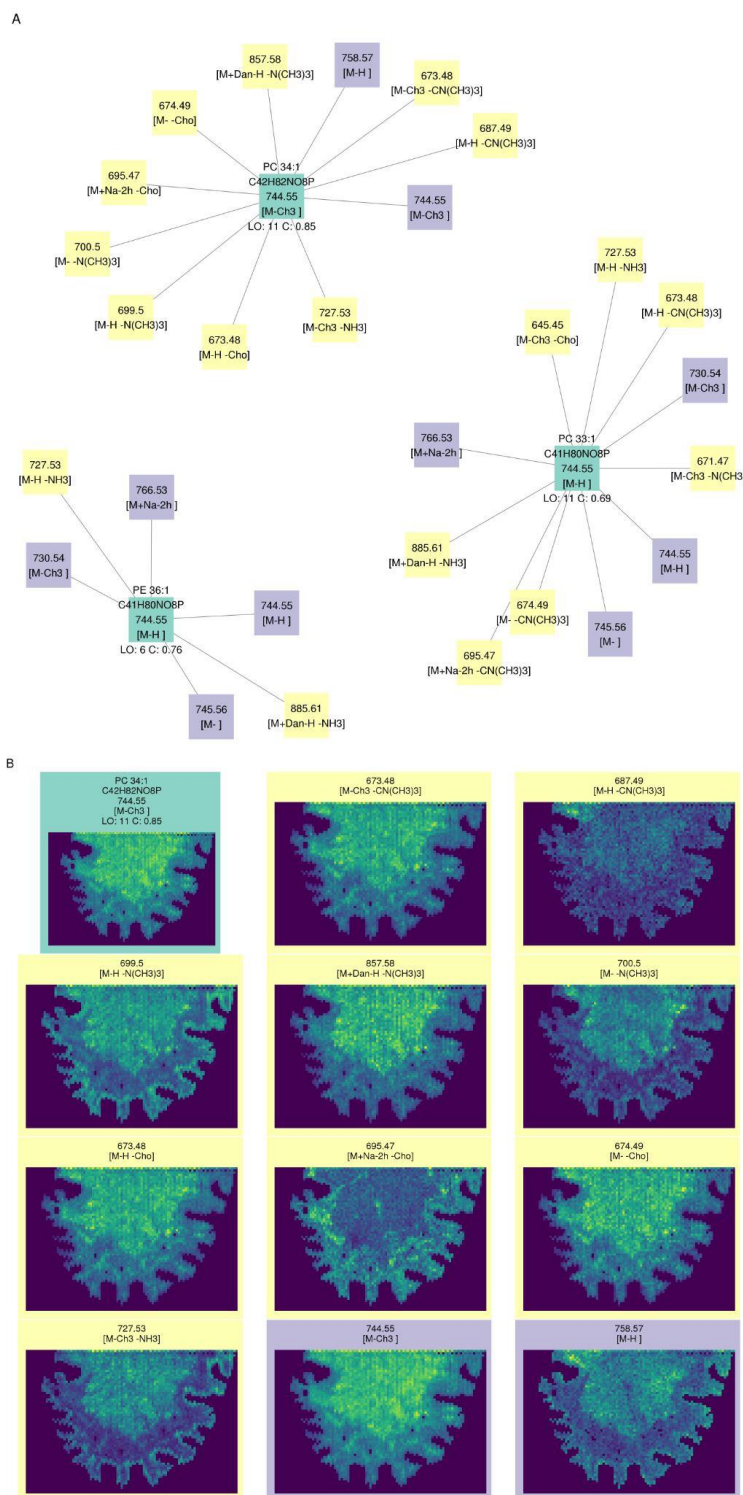 A
857.58
[M+Dan-H -N(CH3)3]
758.57
[M-H ]
673.48
[M-Ch3 -CN(CH3)3]
674.49
[M- -Cho]
687.49
[M-H -CN(CH3)3]
PC 34:1
C42H82NO8P
744.55
[M-Ch3 ]
LO: 11 C: 0.85
695.47
[M+Na-2h -Cho]
744.55
[M-Ch3 ]
700.5
[M- -N(CH3)3]
699.5
[M-H -N(CH3)3]
673.48
[M-H -Cho]
727.53
[M-Ch3 -NH3]
727.53
[M-H -NH3]
673.48
[M-H -CN(CH3)3]
645.45
[M-Ch3 -Cho]
730.54
[M-Ch3 ]
766.53
[M+Na-2h ]
PC 33:1
C41H80NO8P
744.55
[M-H ]
LO: 11 C: 0.69
671.47
[M-Ch3 -N(CH3
885.61
[M+Dan-H -NH3]
744.55
[M-H ]
674.49
[M- -CN(CH3)3]
745.56
[M- ]
695.47
[M+Na-2h -CN(CH3)3]
727.53
[M-H -NH3]
766.53
[M+Na-2h ]
730.54
[M-Ch3 ]
PE 36:1
C41H80NO8P
744.55
[M-H ]
LO: 6 C: 0.76
744.55
[M-H ]
745.56
[M- ]
885.61
[M+Dan-H -NH3]
B
PC 34:1
C42H82NO8P
744.55
[M-Ch3 ]
LO: 11 C: 0.85
673.48
[M-Ch3 -CN(CH3)3]
687.49
[M-H -CN(CH3)3]
699.5
[M-H -N(CH3)3]
857.58
[M+Dan-H -N(CH3)3]
700.5
[M- -N(CH3)3]
673.48
[M-H -Cho]
695.47
[M+Na-2h -Cho]
674.49
[M- -Cho]
727.53
[M-Ch3 -NH3]
744.55
[M-Ch3 ]
758.57
[M-H ]